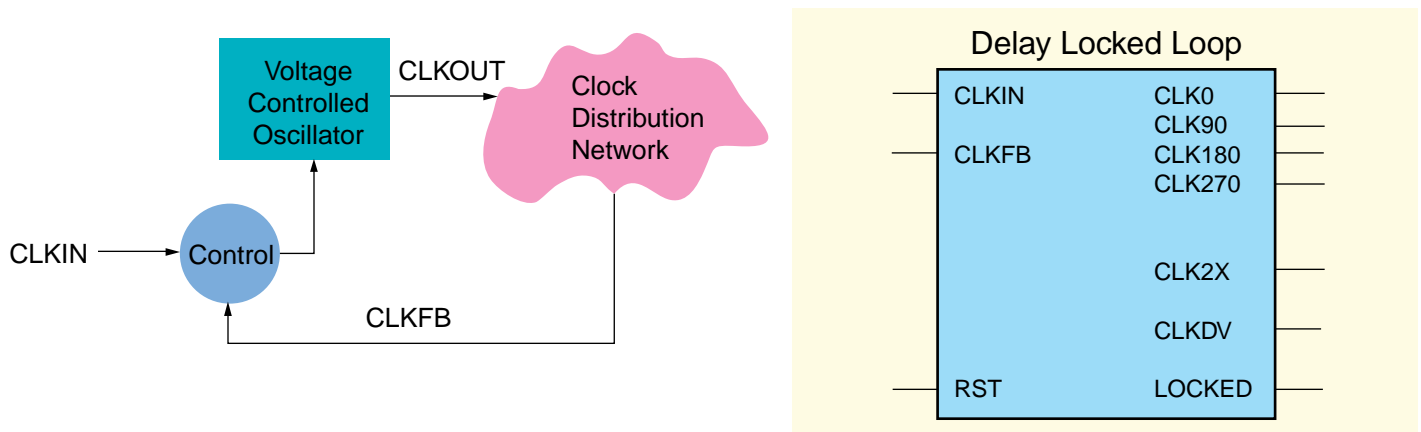 Voltage
Controlled
Oscillator
CLKOUT
Clock
Distribution
Network
CLKIN
Control
CLKFB
Delay Locked Loop
CLKIN
CLKFB
RST
CLK0
CLK90
CLK180
CLK270
CLK2X
CLKDV
LOCKED